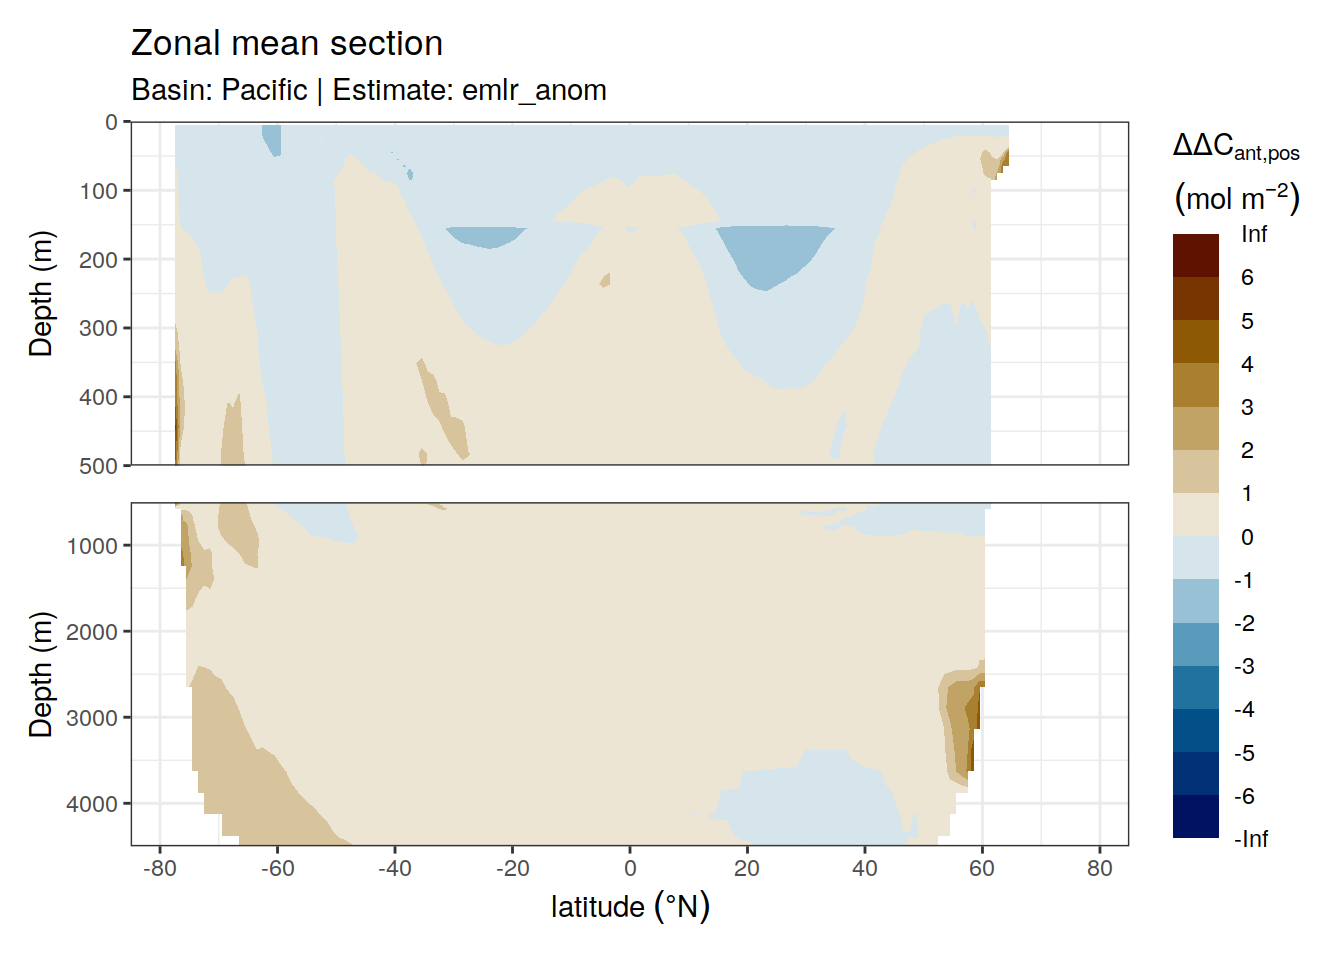 Zonal mean section
Basin: Pacific | Estimate: emlr_anom
0
100
200
300
400
500
Depth (m)
1000
2000
3000
4000
Depth (m)
-80 -60 -40 -20 0 20 40 60 80
latitude (°N)
ΔΔCant,pos
(mol m−2)
Inf
6
5
4
3
2
1
0
-1
-2
-3
-4
-5
-6
-Inf